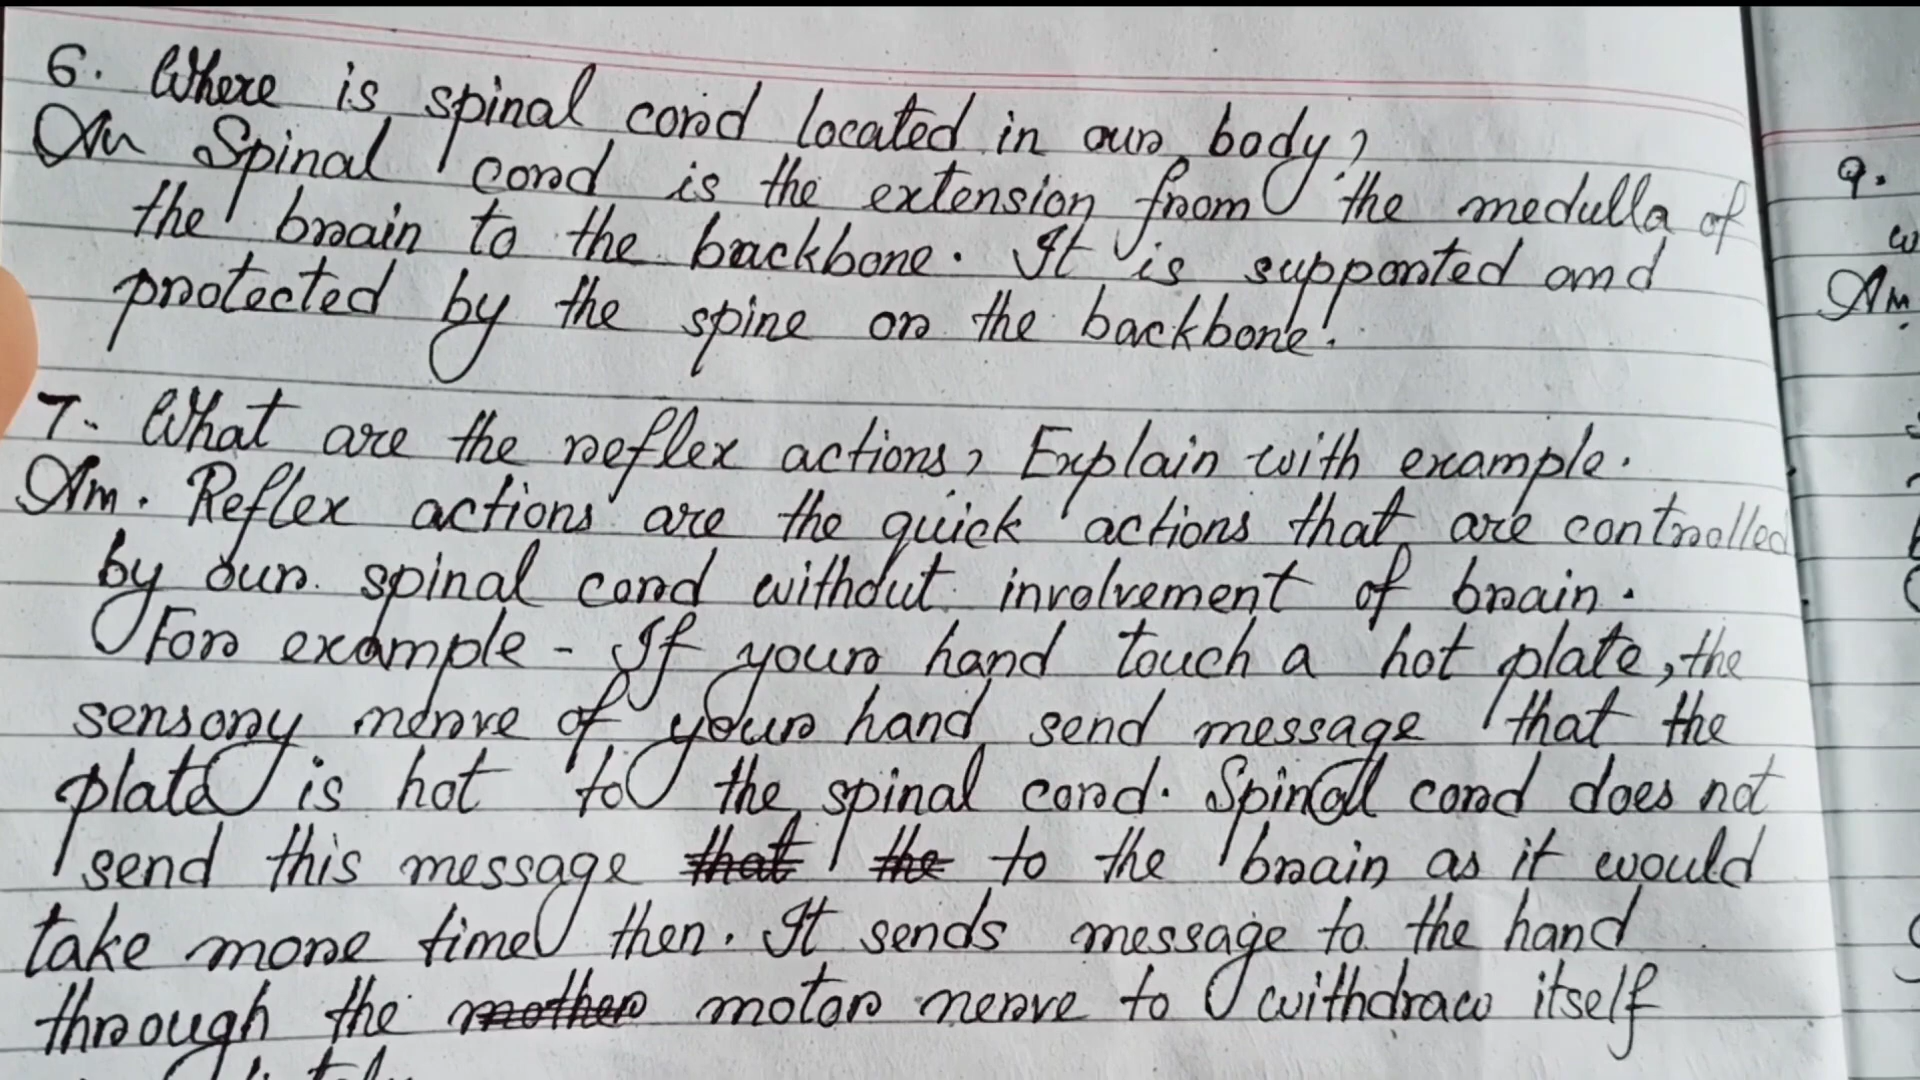 6. Where is spinal cord located in our body?
Ans Spinal cord is the extension from the medulla of
the brain to the backbone. It is supported and
protected by the spine or the backbone.
7. What are the reflex actions? Explain with example.
Ans. Reflex actions are the quick actions that are controlled
by our spinal cord without involvement of brain.
For example - If your hand touch a hot plate, the
sensory nerve of your hand send message that the
plate is hot to the spinal cord. Spinal cord does not
send this message that the to the brain as it would
take more time then. It sends message to the hand
through the mother motor nerve to withdraw itself
9.
Ans